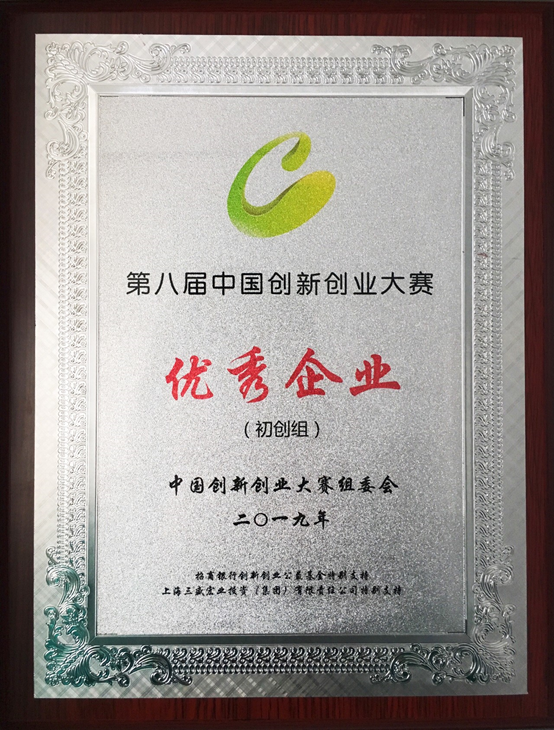 第八届中国创新创业大赛
优秀企业
（初创组）
中国创新创业大赛组委会
二〇一九年
招商银行创新创业公益基金特别支持
上海三盛宏业投资（集团）有限责任公司特别支持